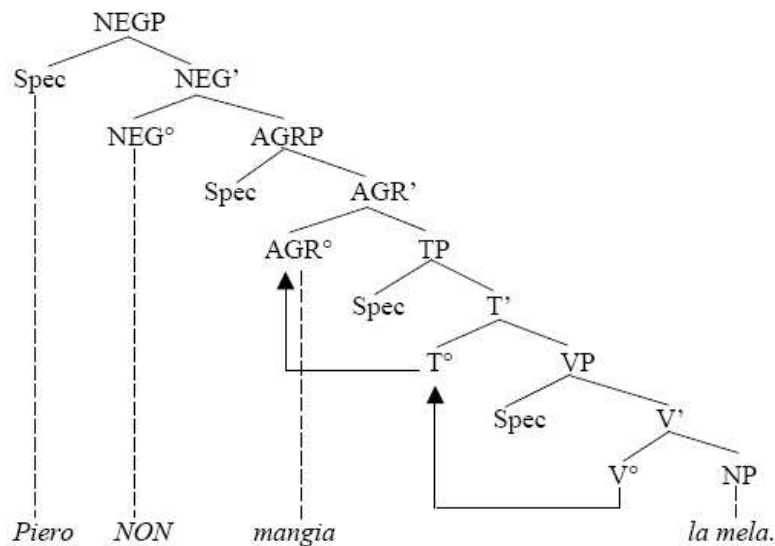 NEGP
Spec NEG’
NEG° AGRP
Spec AGR’
AGR° TP
Spec T’
T° VP
Spec V’
V° NP
Piero NON mangia la mela.